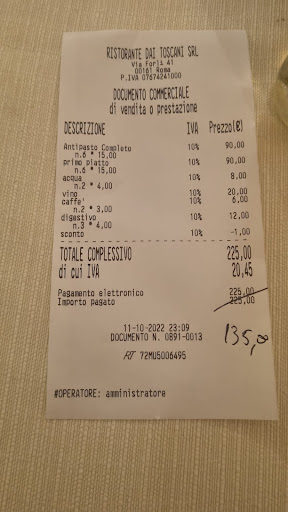 RISTORANTE DAI TOSCANI SRL
Via Forlì 41
00161 Roma
P.IVA 07674241000
DOCUMENTO COMMERCIALE
di vendita o prestazione
DESCRIZIONE IVA Prezzo(€)
Antipasto Completo 10% 90,00
n.6 * 15,00
primo piatto 10% 90,00
n.6 * 15,00
acqua 10% 8,00
n.2 * 4,00
vino 10% 20,00
caffe' 10% 6,00
n.2 * 3,00
digestivo 10% 12,00
n.3 * 4,00
sconto 10% -1,00
TOTALE COMPLESSIVO 225,00
di cui IVA 20,45
Pagamento elettronico 225,00
Importo pagato 225,00
11-10-2022 23:09
DOCUMENTO N. 0891-0013
135,00
RT 72MU5006495
#OPERATORE: amministratore